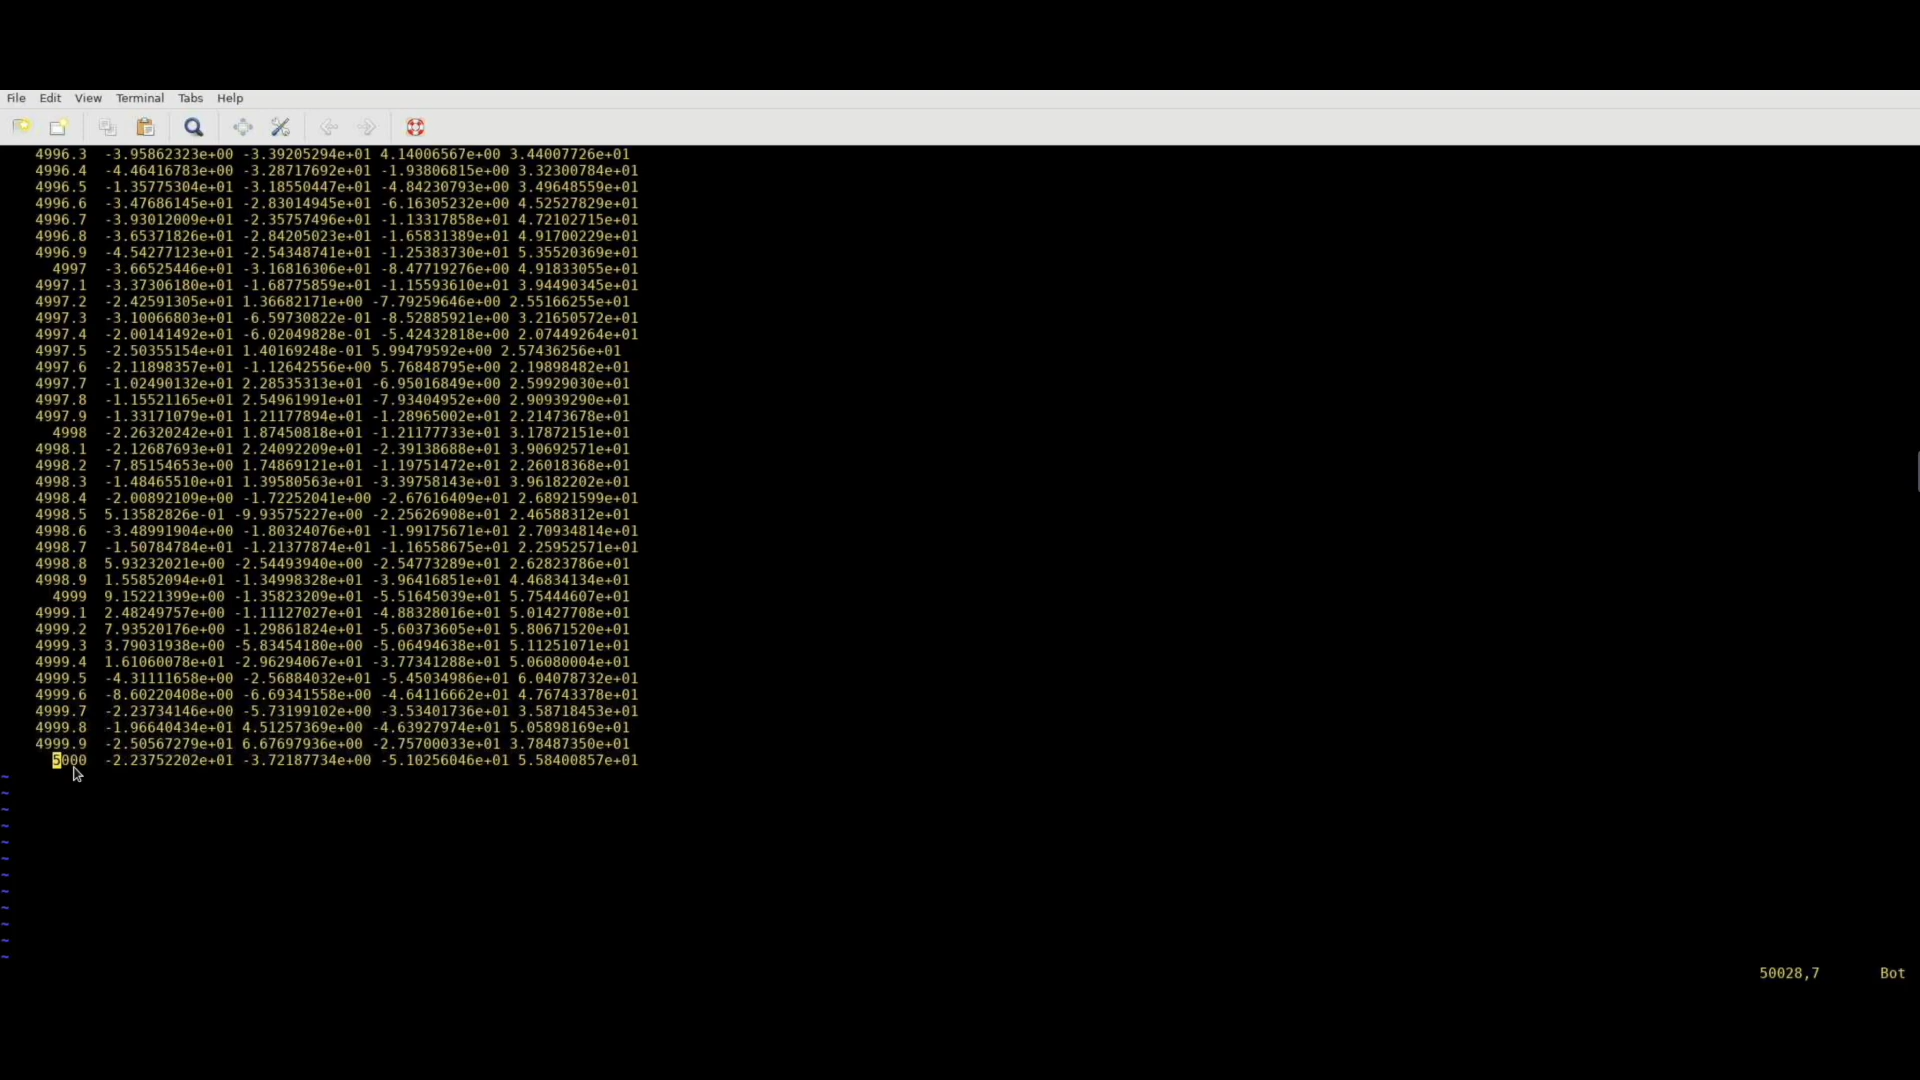 File Edit View Terminal Tabs Help
4996.3 -3.95862323e+00 -3.39205294e+01 4.14006567e+00 3.44007726e+01
4996.4 -4.46416783e+00 -3.28717692e+01 -1.93806815e+00 3.32300784e+01
4996.5 -1.35775304e+01 -3.18550447e+01 -4.84230793e+00 3.49648559e+01
4996.6 -3.47686145e+01 -2.83014945e+01 -6.16305232e+00 4.52527829e+01
4996.7 -3.93012009e+01 -2.35757496e+01 -1.13317858e+01 4.72102715e+01
4996.8 -3.65371826e+01 -2.84205023e+01 -1.65831389e+01 4.91700229e+01
4996.9 -4.54277123e+01 -2.54348741e+01 -1.25383730e+01 5.35520369e+01
4997 -3.66525446e+01 -3.16816306e+01 -8.47719276e+00 4.91833055e+01
4997.1 -3.37306180e+01 -1.68775859e+01 -1.15593610e+01 3.94490345e+01
4997.2 -2.42591305e+01 1.36682171e+00 -7.79259646e+00 2.55166255e+01
4997.3 -3.10066803e+01 -6.59730822e-01 -8.52885921e+00 3.21650572e+01
4997.4 -2.00141492e+01 -6.02049828e-01 -5.42432818e+00 2.07449264e+01
4997.5 -2.50355154e+01 1.40169248e-01 5.99479592e+00 2.57436256e+01
4997.6 -2.11898357e+01 -1.12642556e+00 5.76848795e+00 2.19898482e+01
4997.7 -1.02490132e+01 2.28535313e+01 -6.95016849e+00 2.59929030e+01
4997.8 -1.15521165e+01 2.54961991e+01 -7.93404952e+00 2.90939290e+01
4997.9 -1.33171079e+01 1.21177894e+01 -1.28965002e+01 2.21473678e+01
4998 -2.26320242e+01 1.87450818e+01 -1.21177733e+01 3.17872151e+01
4998.1 -2.12687693e+01 2.24092209e+01 -2.39138688e+01 3.90692571e+01
4998.2 -7.85154653e+00 1.74869121e+01 -1.19751472e+01 2.26018368e+01
4998.3 -1.48465510e+01 1.39580563e+01 -3.39758143e+01 3.96182202e+01
4998.4 -2.00892109e+00 -1.72252041e+00 -2.67616409e+01 2.68921599e+01
4998.5 5.13582826e-01 -9.93575227e+00 -2.25626908e+01 2.46588312e+01
4998.6 -3.48991904e+00 -1.80324076e+01 -1.99175671e+01 2.70934814e+01
4998.7 -1.50784784e+01 -1.21377874e+01 -1.16558675e+01 2.25952571e+01
4998.8 5.93232021e+00 -2.54493940e+00 -2.54773289e+01 2.62823786e+01
4998.9 1.55852094e+01 -1.34998328e+01 -3.96416851e+01 4.46834134e+01
4999 9.15221399e+00 -1.35823209e+01 -5.51645039e+01 5.75444607e+01
4999.1 2.48249757e+00 -1.11127027e+01 -4.88328016e+01 5.01427708e+01
4999.2 7.93520176e+00 -1.29861824e+01 -5.60373605e+01 5.80671520e+01
4999.3 3.79031938e+00 -5.83454180e+00 -5.06494638e+01 5.11251071e+01
4999.4 1.61060078e+01 -2.96294067e+01 -3.77341288e+01 5.06080004e+01
4999.5 -4.31111658e+00 -2.56884032e+01 -5.45034986e+01 6.04078732e+01
4999.6 -8.60220408e+00 -6.69341558e+00 -4.64116662e+01 4.76743378e+01
4999.7 -2.23734146e+00 -5.73199102e+00 -3.53401736e+01 3.58718453e+01
4999.8 -1.96640434e+01 4.51257369e+00 -4.63927974e+01 5.05898169e+01
4999.9 -2.50567279e+01 6.67697936e+00 -2.75700033e+01 3.78487350e+01
5000 -2.23752202e+01 -3.72187734e+00 -5.10256046e+01 5.58400857e+01
~
~
~
~
~
~
~
~
~
~
~
~
50028,7 Bot